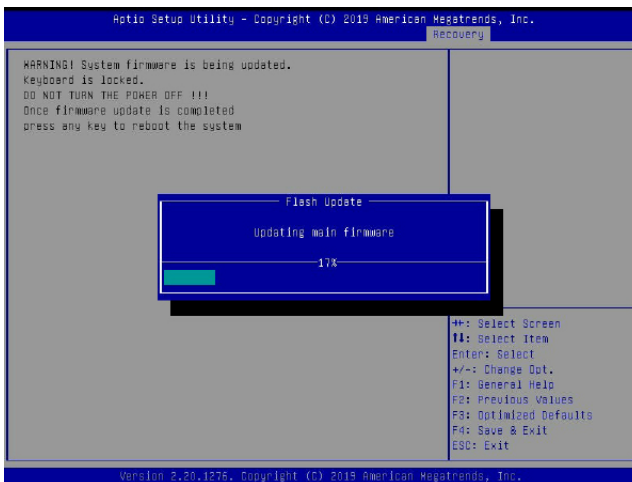 Aptio Setup Utility - Copyright (C) 2019 American Megatrends, Inc.
Recovery
WARNING! System firmware is being updated.
Keyboard is locked.
DO NOT TURN THE POWER OFF !!!
Once firmware update is completed
press any key to reboot the system
Flash Update
Updating main firmware
17%
→←: Select Screen
↑↓: Select Item
Enter: Select
+/-: Change Opt.
F1: General Help
F2: Previous Values
F3: Optimized Defaults
F4: Save & Exit
ESC: Exit
Version 2.20.1276. Copyright (C) 2019 American Megatrends, Inc.